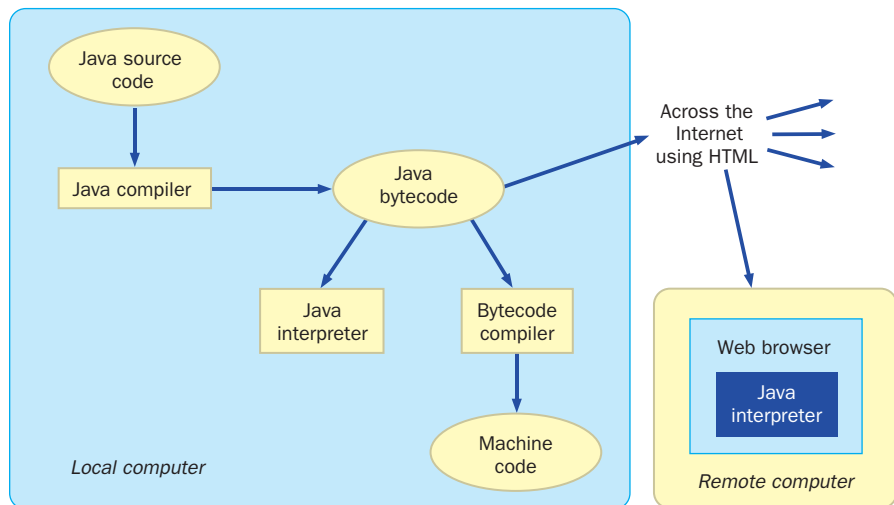 Java source
code
Java compiler
Java
bytecode
Across the
Internet
using HTML
Java
interpreter
Bytecode
compiler
Machine
code
Local computer
Web browser
Java
interpreter
Remote computer